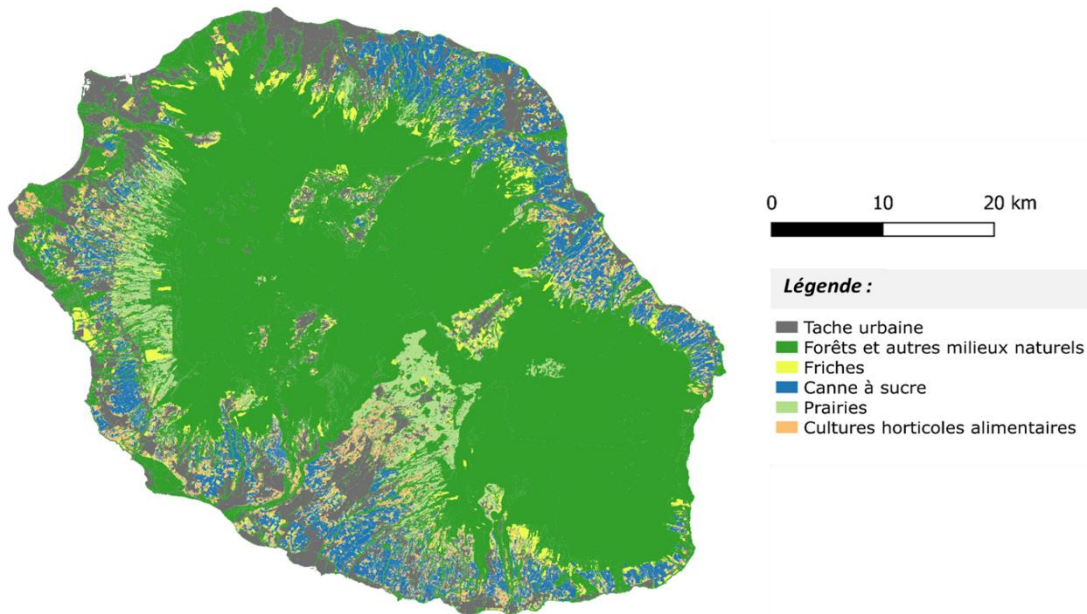 0 10 20 km
Légende :
Tache urbaine
Forêts et autres milieux naturels
Friches
Canne à sucre
Prairies
Cultures horticoles alimentaires